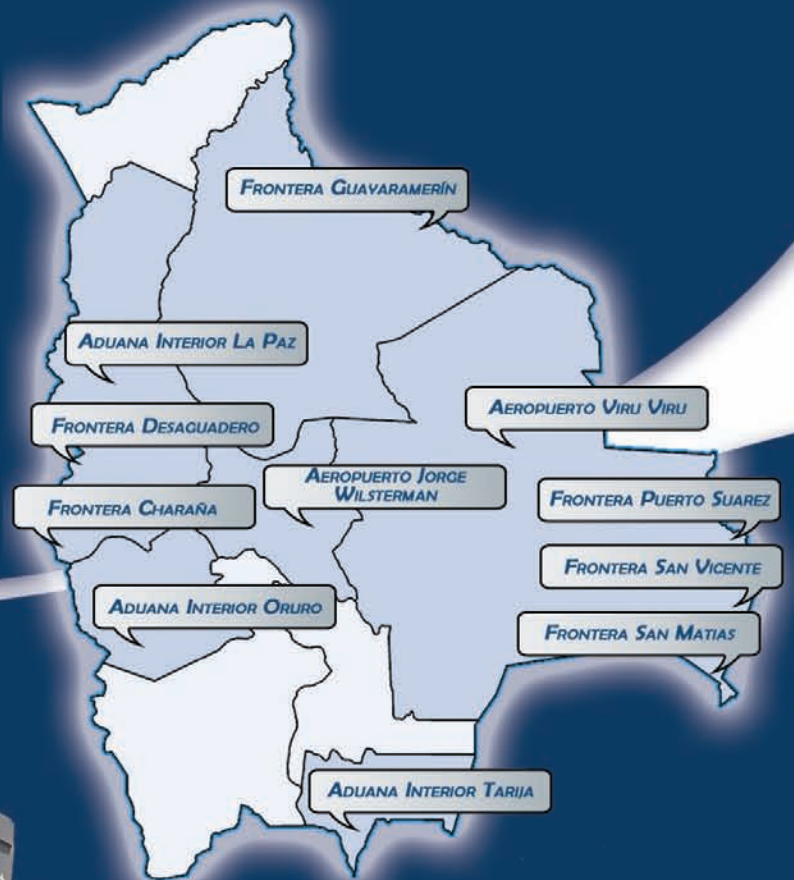 FRONTERA GUAYARAMERÍN
ADUANA INTERIOR LA PAZ
AEROPUERTO VIRU VIRU
FRONTERA DESAGUADERO
AEROPUERTO JORGE
WILSTERMAN
FRONTERA PUERTO SUAREZ
FRONTERA CHARAÑA
FRONTERA SAN VICENTE
ADUANA INTERIOR ORURO
FRONTERA SAN MATIAS
ADUANA INTERIOR TARIJA